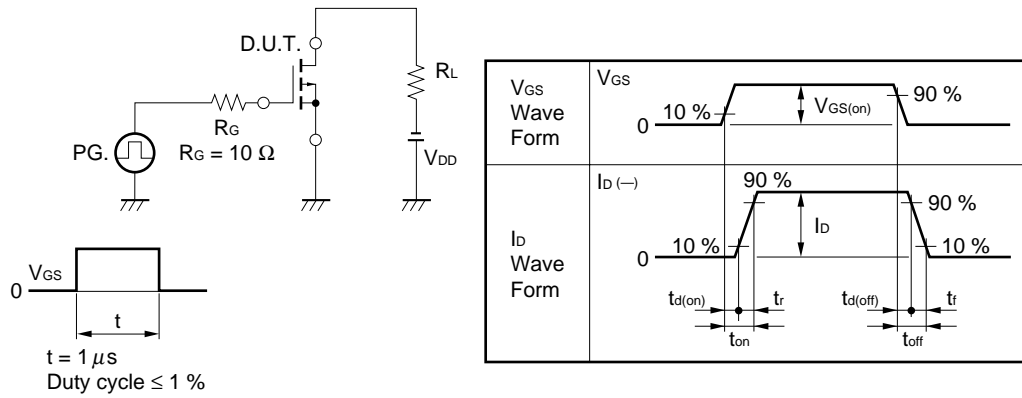 D.U.T.
RL
RG
PG.
RG = 10 Ω
VDD
VGS
0
t
t = 1 μs
Duty cycle ≤ 1 %
VGS
Wave
Form
VGS
10 %
VGS(on)
90 %
0
ID
Wave
Form
ID (—)
90 %
90 %
10 %
ID
10 %
0
td(on)
tr
td(off)
tf
ton
toff